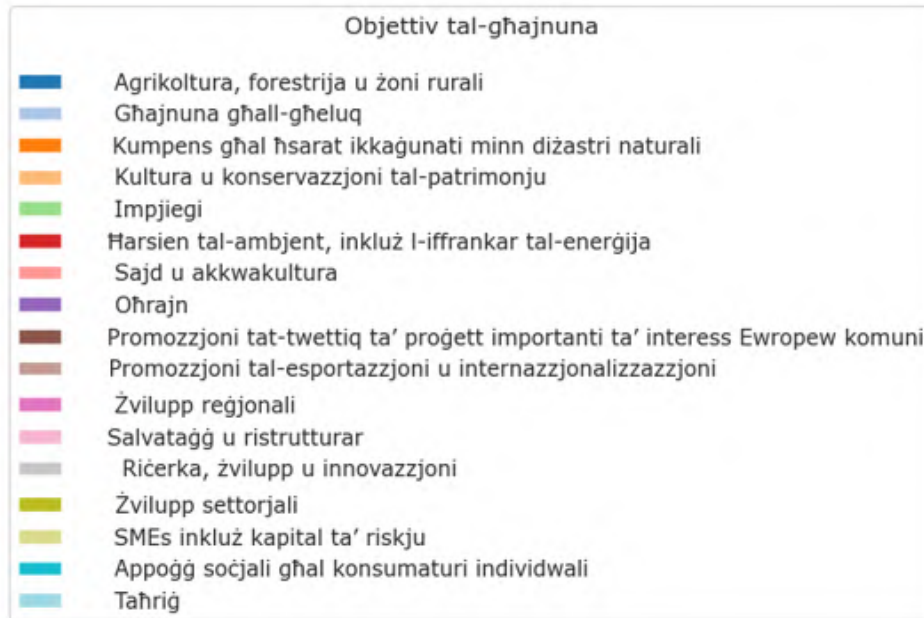 Objettiv tal-għajnuna
Agrikoltura, forestrija u żoni rurali
Għajnuna għall-għeluq
Kumpens għal ħsarat ikkaġunati minn diżastri naturali
Kultura u konservazzjoni tal-patrimonju
Impjiegi
Ħarsien tal-ambjent, inkluż l-iffrankar tal-enerġija
Sajd u akkwakultura
Oħrajn
Promozzjoni tat-twettiq ta’ proġett importanti ta’ interess Ewropew komuni
Promozzjoni tal-esportazzjoni u internazzjonalizzazzjoni
Żvilupp reġjonali
Salvataġġ u ristrutturar
Riċerka, żvilupp u innovazzjoni
Żvilupp settorjali
SMEs inkluż kapital ta’ riskju
Appoġġ soċjali għal konsumaturi individwali
Taħriġ